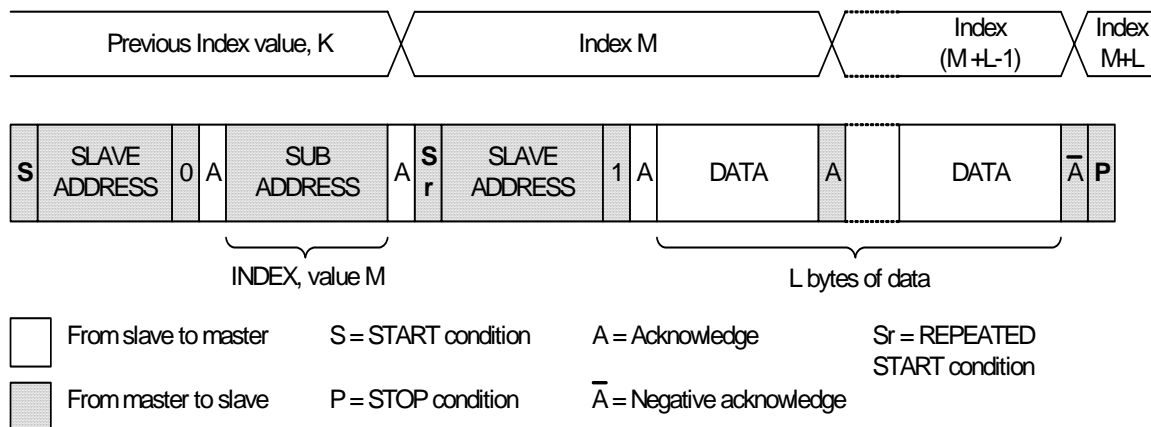 Previous Index value, K
Index M
Index
(M +L-1)
Index
M+L
S
SLAVE
ADDRESS
0
A
SUB
ADDRESS
A
S
r
SLAVE
ADDRESS
1
A
DATA
A
DATA
A̅
P
INDEX, value M
L bytes of data
From slave to master
S = START condition
A = Acknowledge
Sr = REPEATED
START condition
From master to slave
P = STOP condition
A̅ = Negative acknowledge